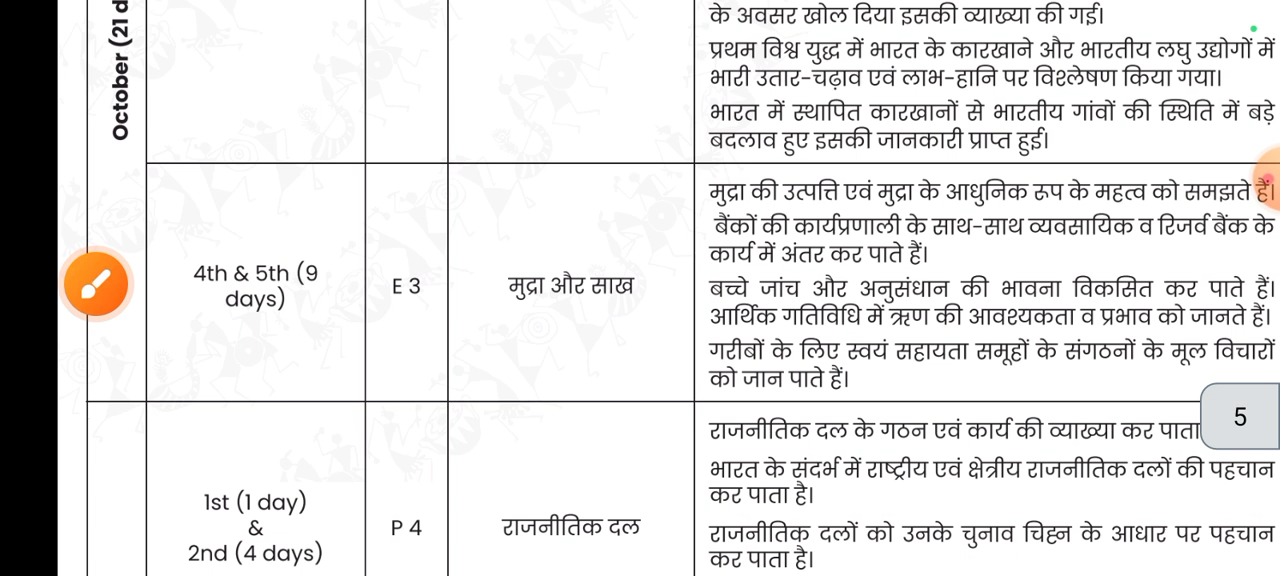 October (21 d
के अवसर खोल दिया इसकी व्याख्या की गई।
प्रथम विश्व युद्ध में भारत के कारखाने और भारतीय लघु उद्योगों में
भारी उतार-चढ़ाव एवं लाभ-हानि पर विश्लेषण किया गया।
भारत में स्थापित कारखानों से भारतीय गांवों की स्थिति में बड़े
बदलाव हुए इसकी जानकारी प्राप्त हुई।
4th & 5th (9
days)
E 3
मुद्रा और साख
मुद्रा की उत्पत्ति एवं मुद्रा के आधुनिक रूप के महत्व को समझते हैं।
बैंकों की कार्यप्रणाली के साथ-साथ व्यवसायिक व रिजर्व बैंक के
कार्य में अंतर कर पाते हैं।
बच्चे जांच और अनुसंधान की भावना विकसित कर पाते हैं।
आर्थिक गतिविधि में ऋण की आवश्यकता व प्रभाव को जानते हैं।
गरीबों के लिए स्वयं सहायता समूहों के संगठनों के मूल विचारों
को जान पाते हैं।
5
1st (1 day)
&
2nd (4 days)
P 4
राजनीतिक दल
राजनीतिक दल के गठन एवं कार्य की व्याख्या कर पाता
भारत के संदर्भ में राष्ट्रीय एवं क्षेत्रीय राजनीतिक दलों की पहचान
कर पाता है।
राजनीतिक दलों को उनके चुनाव चिह्न के आधार पर पहचान
कर पाता है।